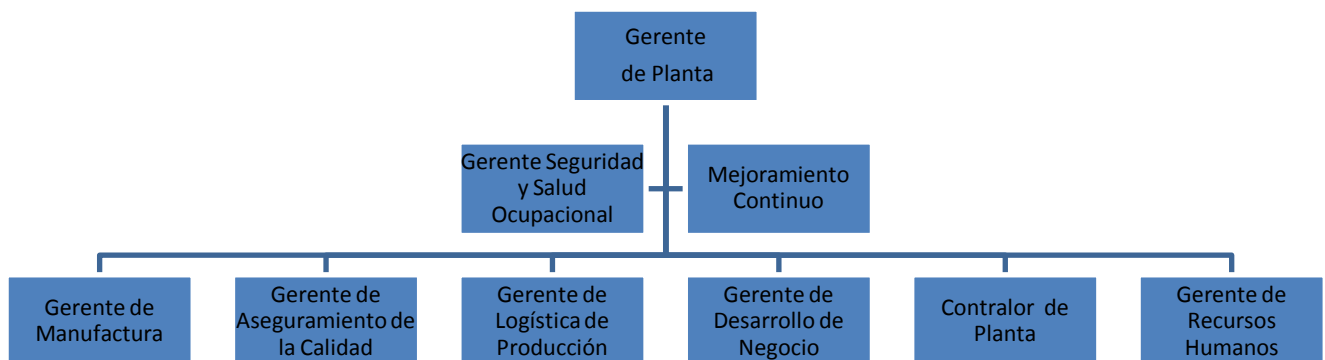 Gerente
de Planta
Gerente Seguridad
y Salud
Ocupacional
Mejoramiento
Continuo
Gerente de
Manufactura
Gerente de
Aseguramiento de
la Calidad
Gerente de
Logística de
Producción
Gerente de
Desarrollo de
Negocio
Contralor de
Planta
Gerente de
Recursos
Humanos